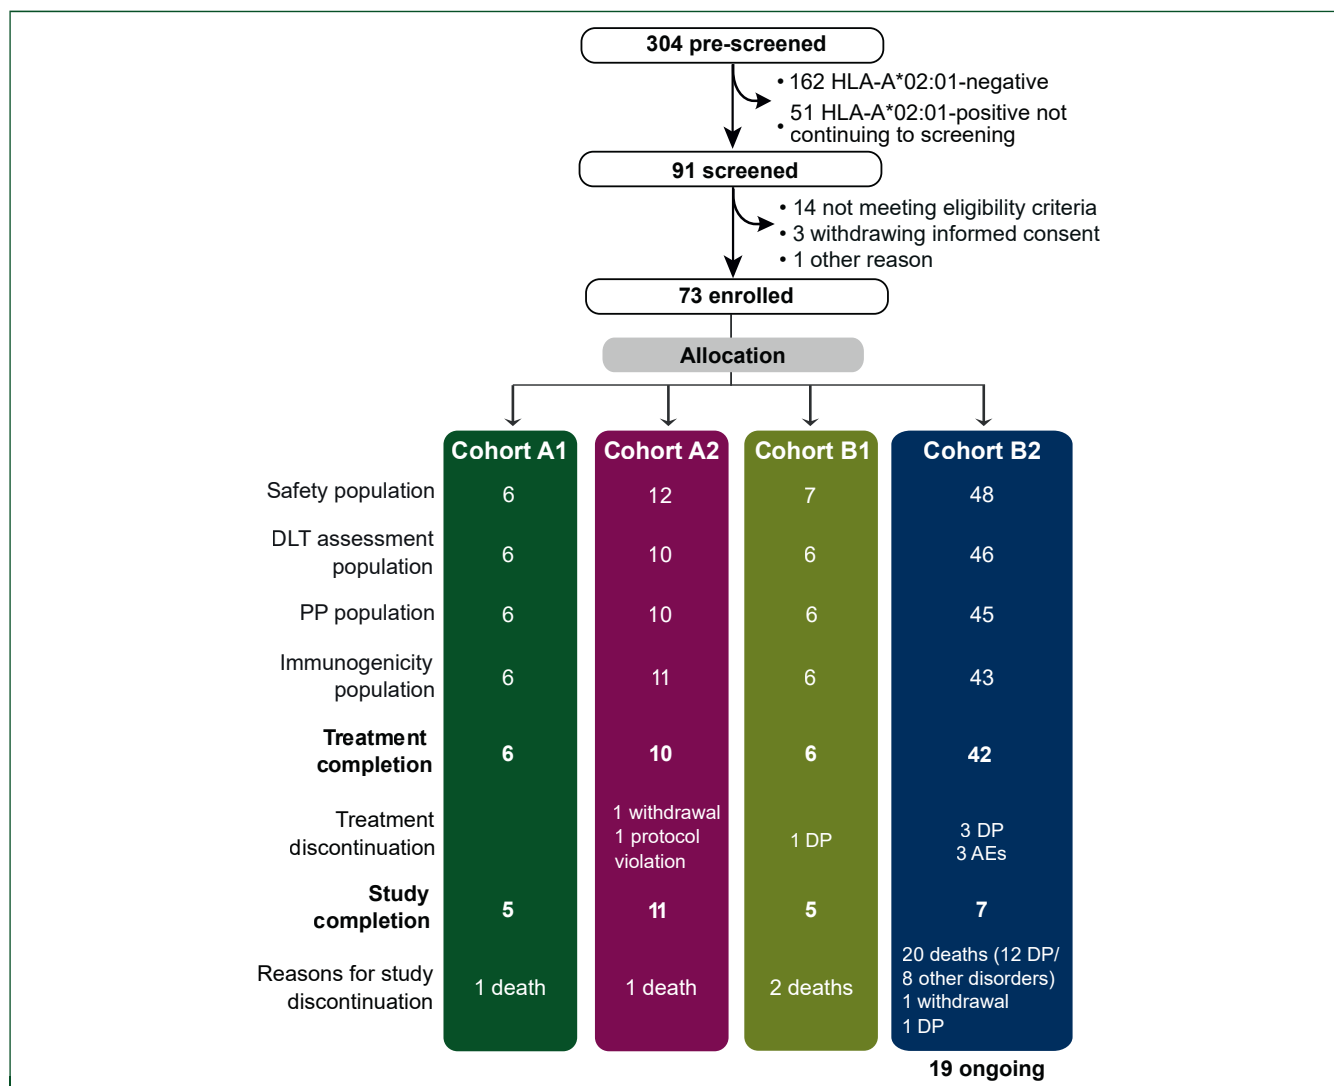 304 pre-screened
• 162 HLA-A*02:01-negative
• 51 HLA-A*02:01-positive not
continuing to screening
91 screened
• 14 not meeting eligibility criteria
• 3 withdrawing informed consent
• 1 other reason
73 enrolled
Allocation
Cohort A1 Cohort A2 Cohort B1 Cohort B2
Safety population 6 12 7 48
DLT assessment
population 6 10 6 46
PP population 6 10 6 45
Immunogenicity
population 6 11 6 43
Treatment
completion 6 10 6 42
Treatment
discontinuation
1 withdrawal
1 protocol
violation
1 DP
3 DP
3 AEs
Study
completion 5 11 5 7
Reasons for study
discontinuation
1 death
1 death
2 deaths
20 deaths (12 DP/
8 other disorders)
1 withdrawal
1 DP
19 ongoing